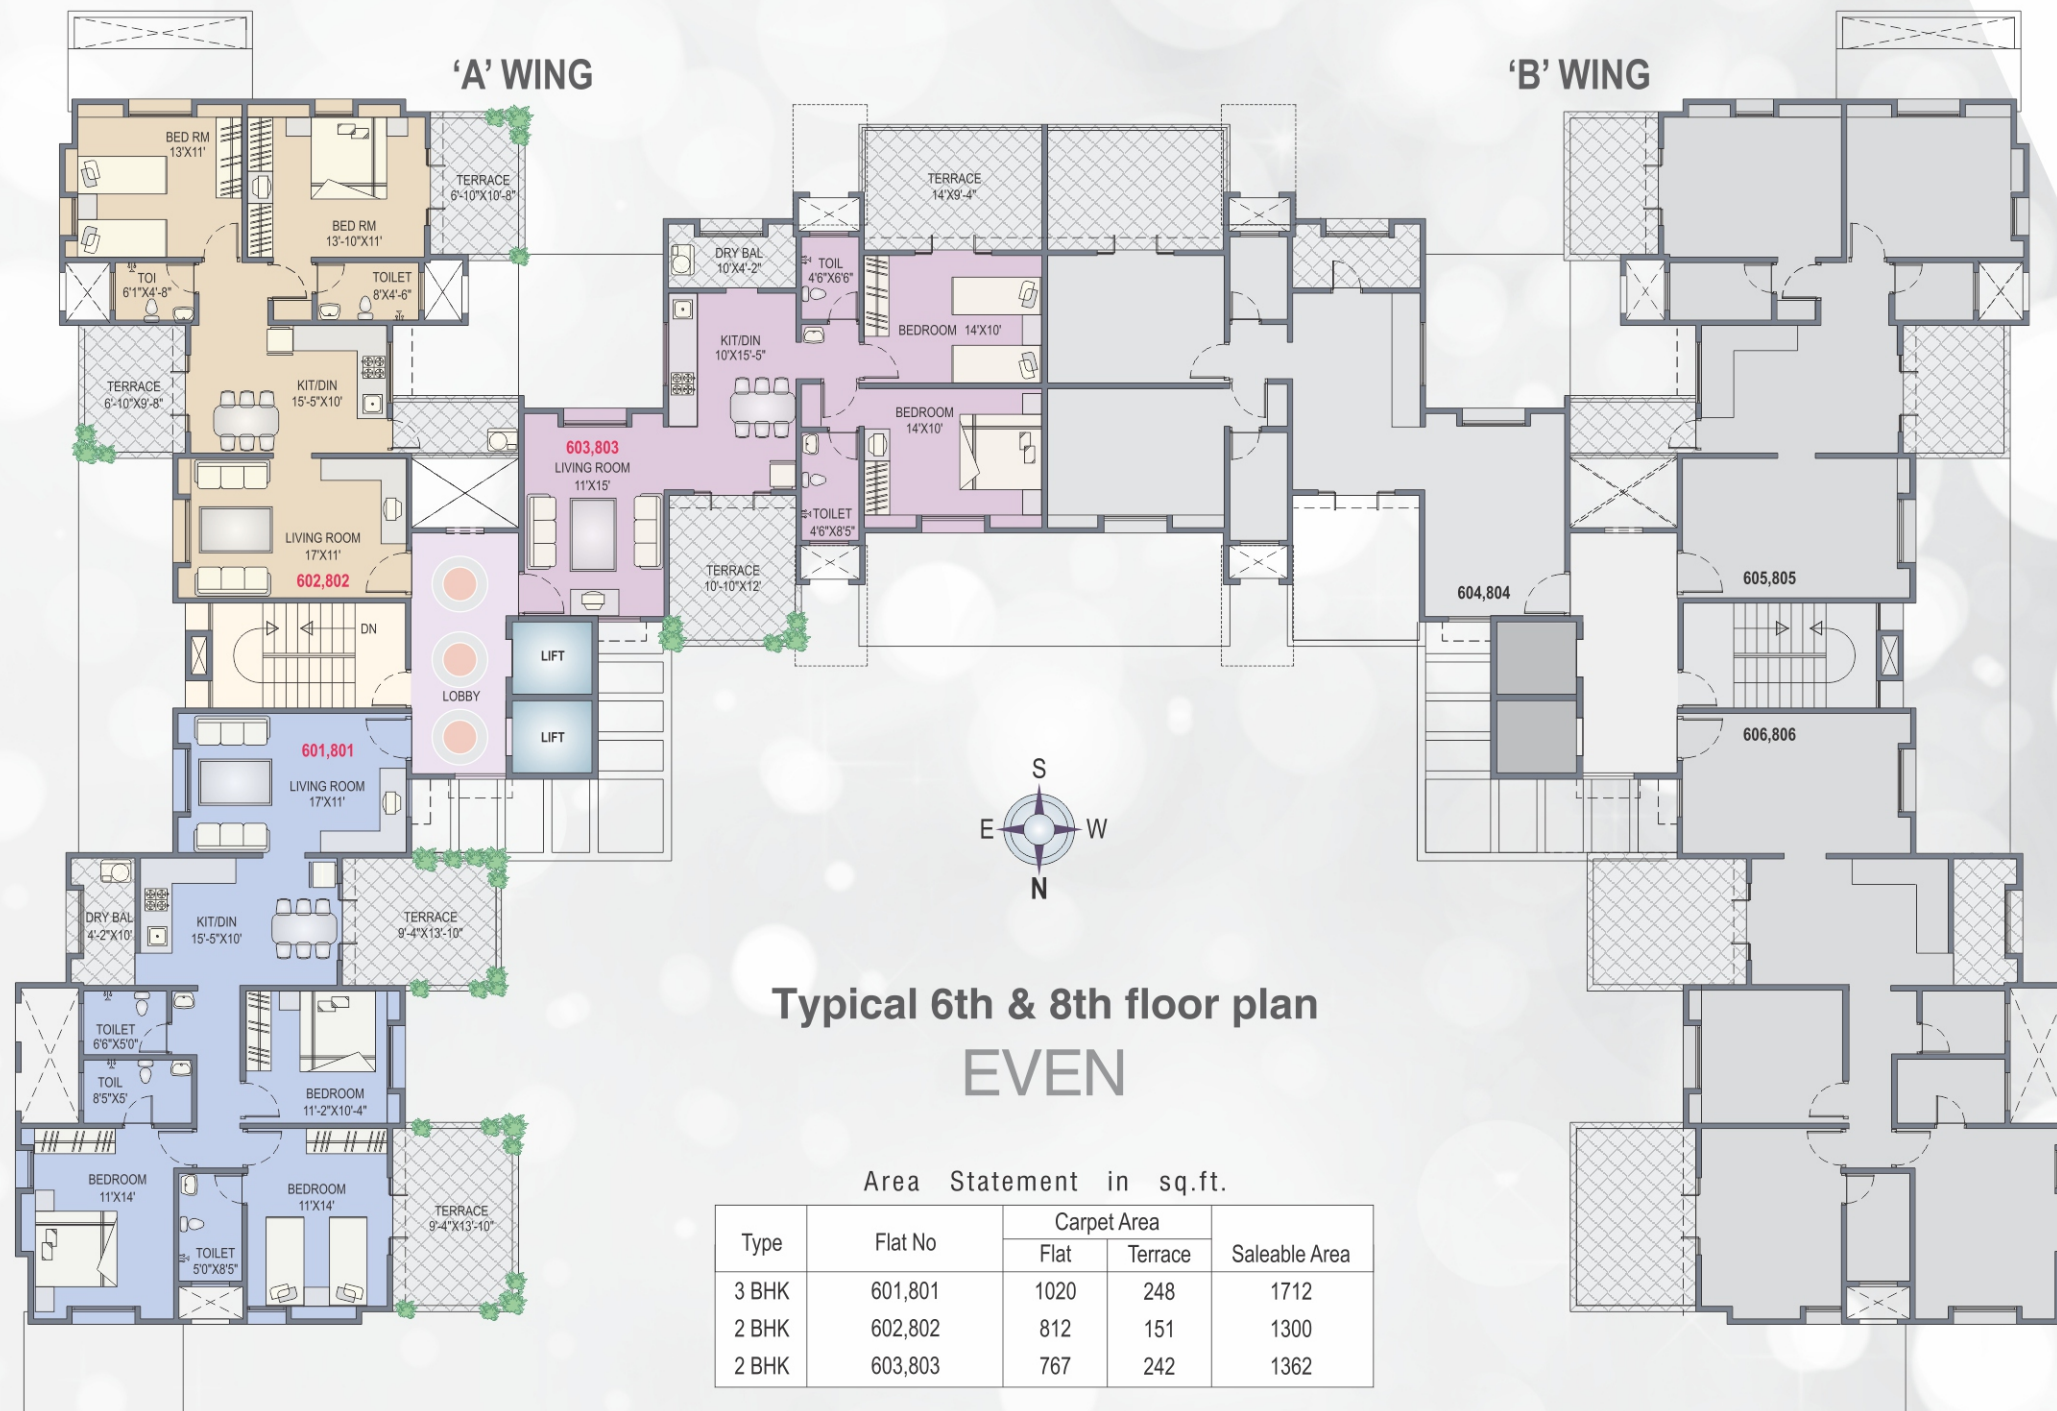 ‘A’ WING
‘B’ WING
BED RM
13'X11'
BED RM
13'-10"X11'
TERRACE
6'-10"X10'-8"
TOI
6'1"X4'-8"
TOILET
8'X4'-6"
TERRACE
6'-10"X9'-8"
KIT/DIN
15'-5"X10'
LIVING ROOM
17'X11'
602,802
DN
DRY BAL
10'X4'-2"
TOIL
4'6"X6'6"
TERRACE
14'X9'-4"
KIT/DIN
10'X15'-5"
BEDROOM 14'X10'
BEDROOM
14'X10'
603,803
LIVING ROOM
11'X15'
TOILET
4'6"X8'5"
TERRACE
10'-10"X12'
LIFT
LOBBY
LIFT
604,804
605,805
606,806
601,801
LIVING ROOM
17'X11'
DRY BAL
4'-2"X10'
KIT/DIN
15'-5"X10'
TERRACE
9'-4"X13'-10"
TOILET
6'6"X5'0"
TOIL
8'5"X5'
BEDROOM
11'-2"X10'-4"
BEDROOM
11'X14'
BEDROOM
11'X14'
TOILET
5'0"X8'5"
TERRACE
9'-4"X13'-10"
S
E W
N
Typical 6th & 8th floor plan
EVEN
Area Statement in sq.ft.
Type Flat No Carpet Area Saleable Area
Flat Terrace
3 BHK 601,801 1020 248 1712
2 BHK 602,802 812 151 1300
2 BHK 603,803 767 242 1362